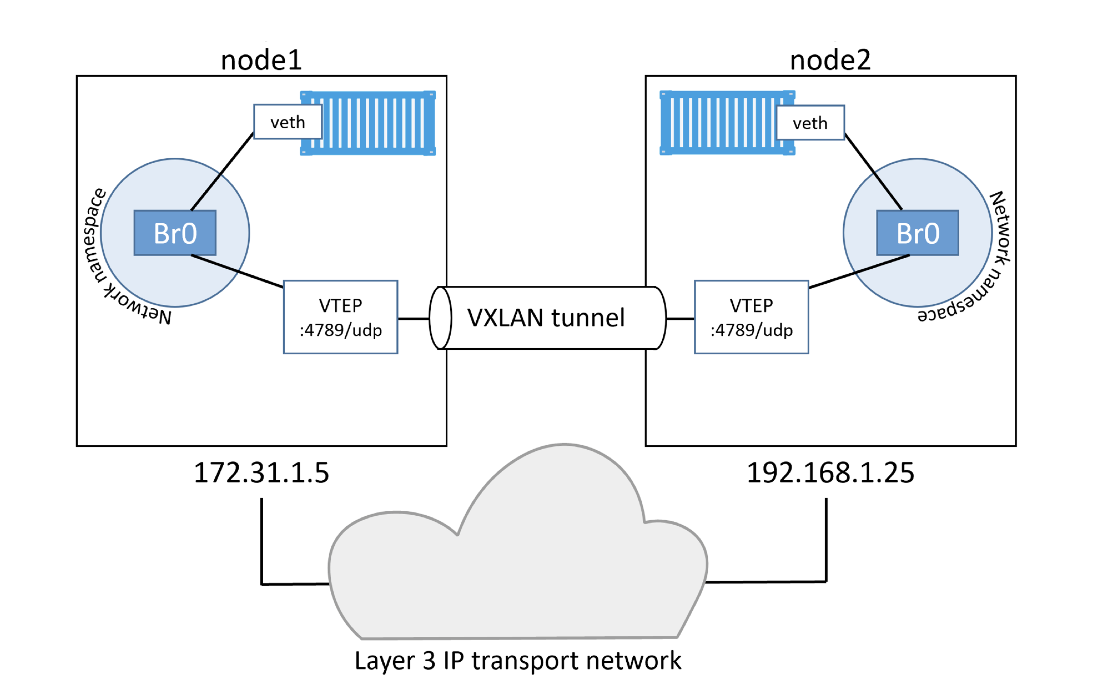 node1
node2
veth
veth
Network namespace
Br0
Br0
Network namespace
VTEP
:4789/udp
VXLAN tunnel
VTEP
:4789/udp
172.31.1.5
192.168.1.25
Layer 3 IP transport network